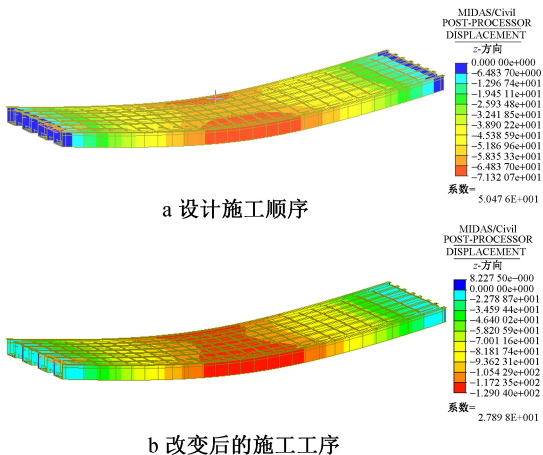 MIDAS/Civil
POST-PROCESSOR
DISPLACEMENT
z-方向
0.000 00e+000
-6.483 70e+000
-1.296 74e+001
-1.945 11e+001
-2.593 48e+001
-3.241 85e+001
-3.890 22e+001
-4.538 59e+001
-5.186 96e+001
-5.835 33e+001
-6.483 70e+001
-7.132 07e+001
系数=
5.047 6E+001
a 设计施工顺序
MIDAS/Civil
POST-PROCESSOR
DISPLACEMENT
z-方向
8.227 50e-000
0.000 00e+000
-2.278 87e+001
-3.459 44e+001
-4.640 02e+001
-5.820 59e+001
-7.001 16e+001
-8.181 74e+001
-9.362 31e+001
-1.054 29e+002
-1.172 35e+002
-1.290 40e+002
系数=
2.789 8E+001
b 改变后的施工工序